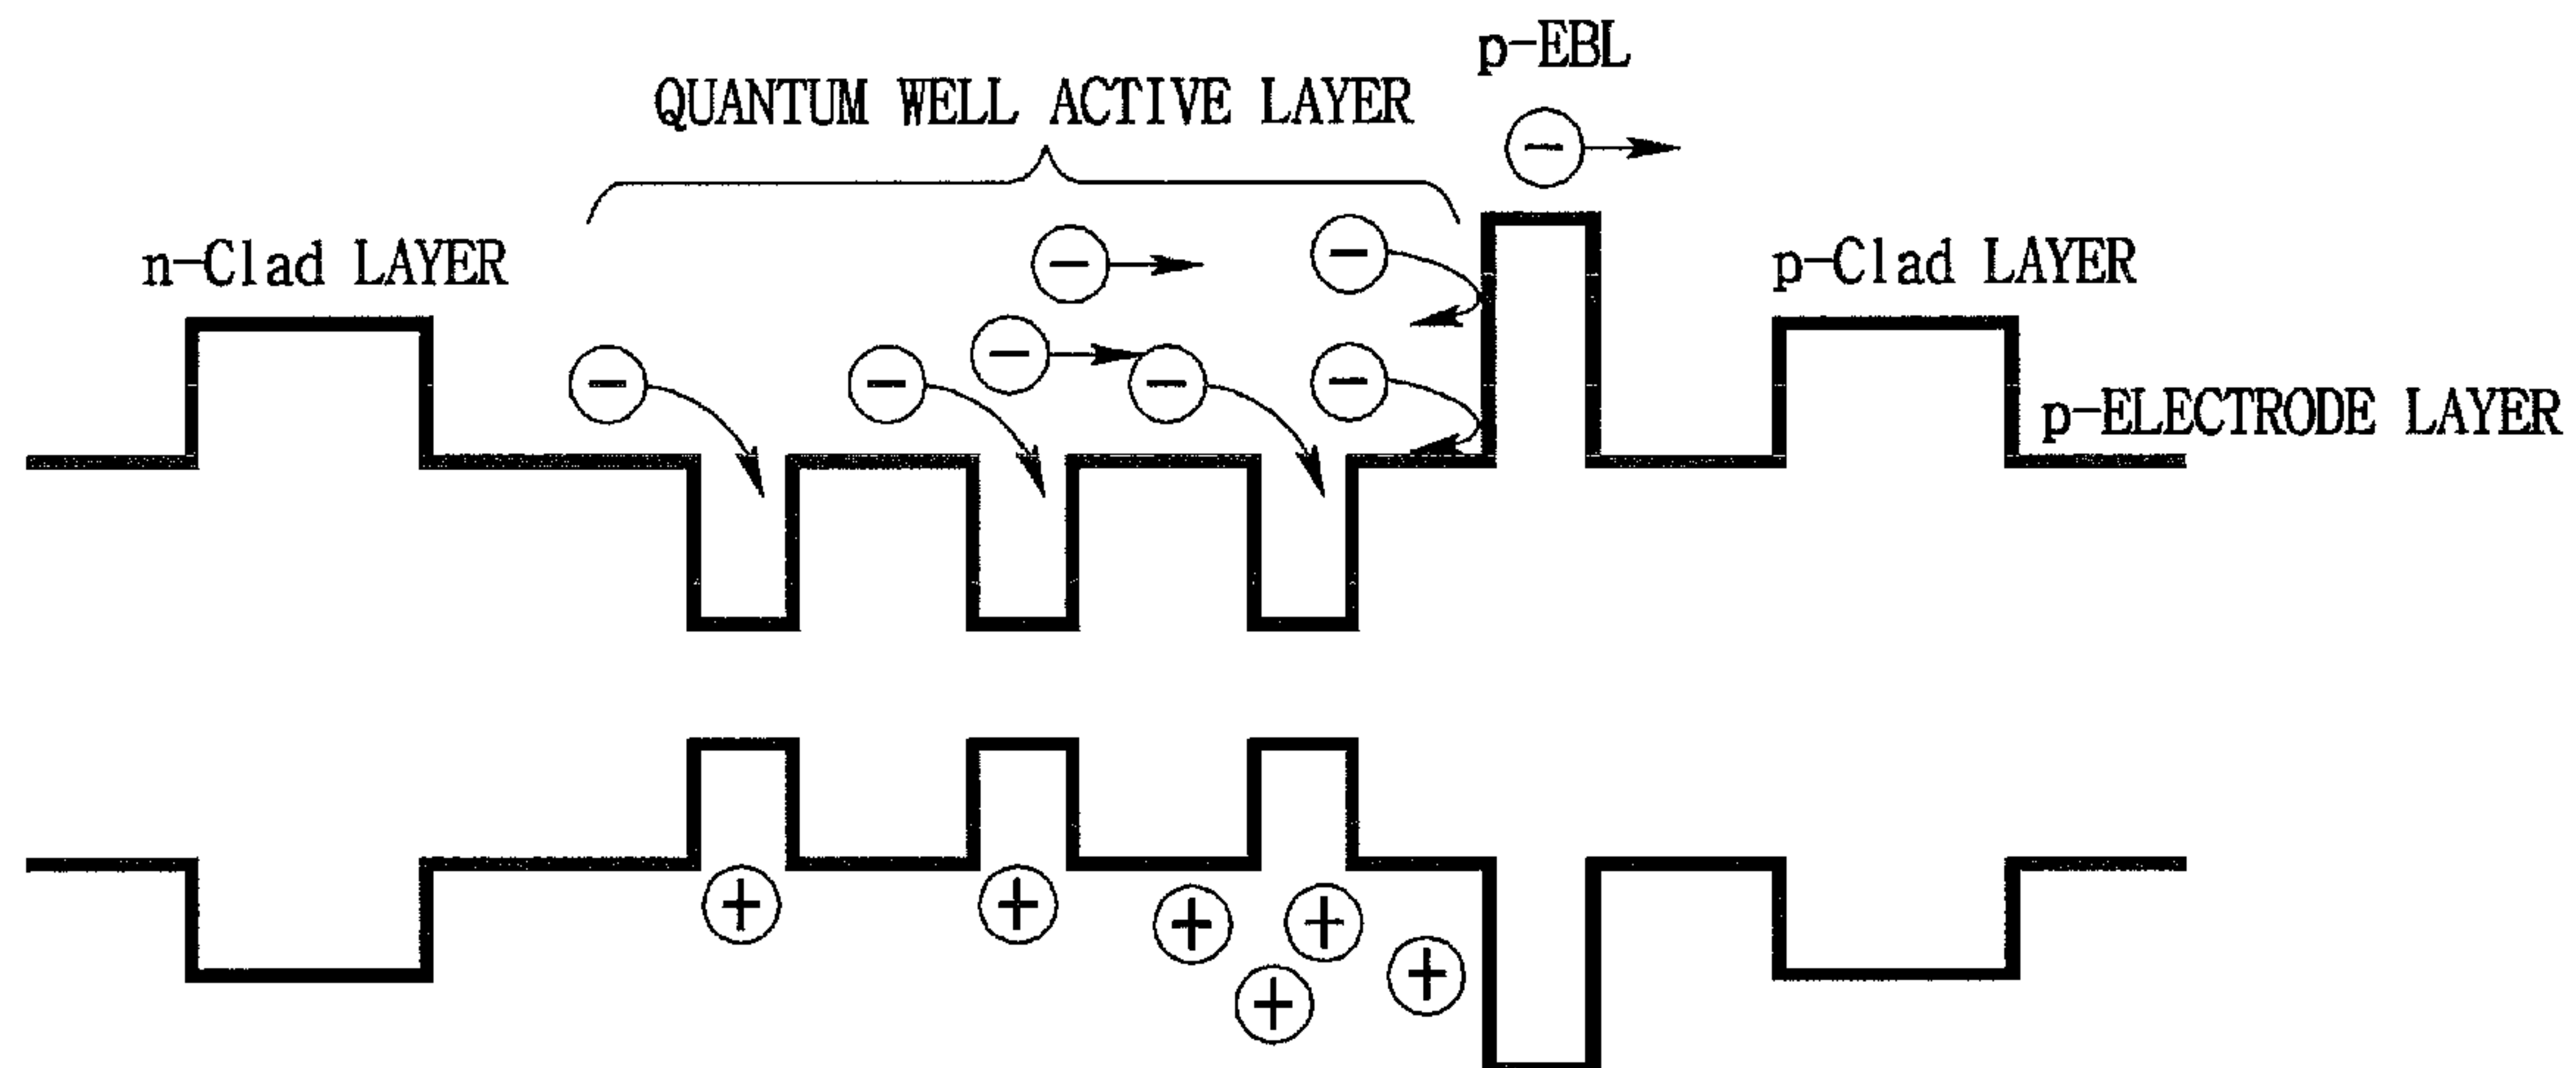 p-EBL
QUANTUM WELL ACTIVE LAYER
n-Clad LAYER
p-Clad LAYER
p-ELECTRODE LAYER